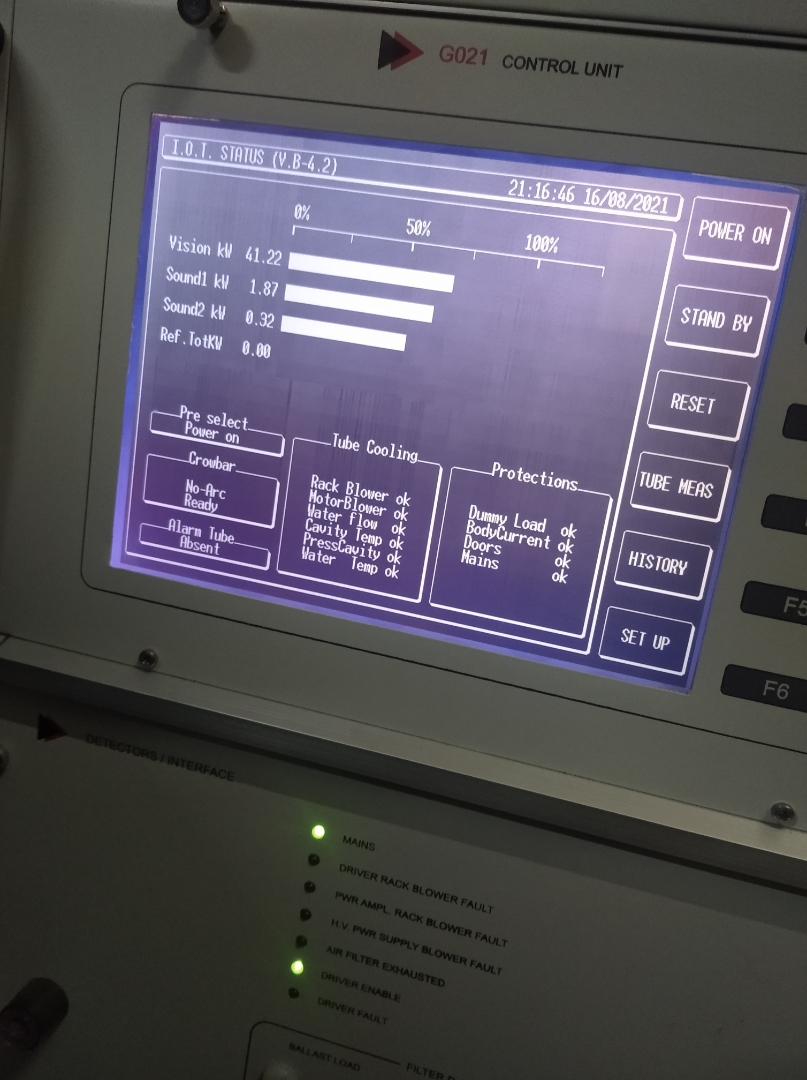 G021 CONTROL UNIT
I.O.T. STATUS (V.B-4.2)
21:16:46 16/08/2021
0% 50% 100%
Vision kW 41.22
Sound1 kW 1.87
Sound2 kW 0.32
Ref.TotKW 0.00
Pre select
Power on
Crowbar
No-Arc
Ready
Alarm Tube
Absent
Tube Cooling
Rack Blower ok
MotorBlower ok
Water flow ok
Cavity Temp ok
PressCavity ok
Water Temp ok
Protections
Dummy Load ok
BodyCurrent ok
Doors ok
Mains ok
POWER ON
STAND BY
RESET
TUBE MEAS
HISTORY
SET UP
F5
F6
DETECTORS / INTERFACE
MAINS
DRIVER RACK BLOWER FAULT
PWR AMPL. RACK BLOWER FAULT
H.V. PWR SUPPLY BLOWER FAULT
AIR FILTER EXHAUSTED
DRIVER ENABLE
DRIVER FAULT
BALLAST LOAD
FILTER